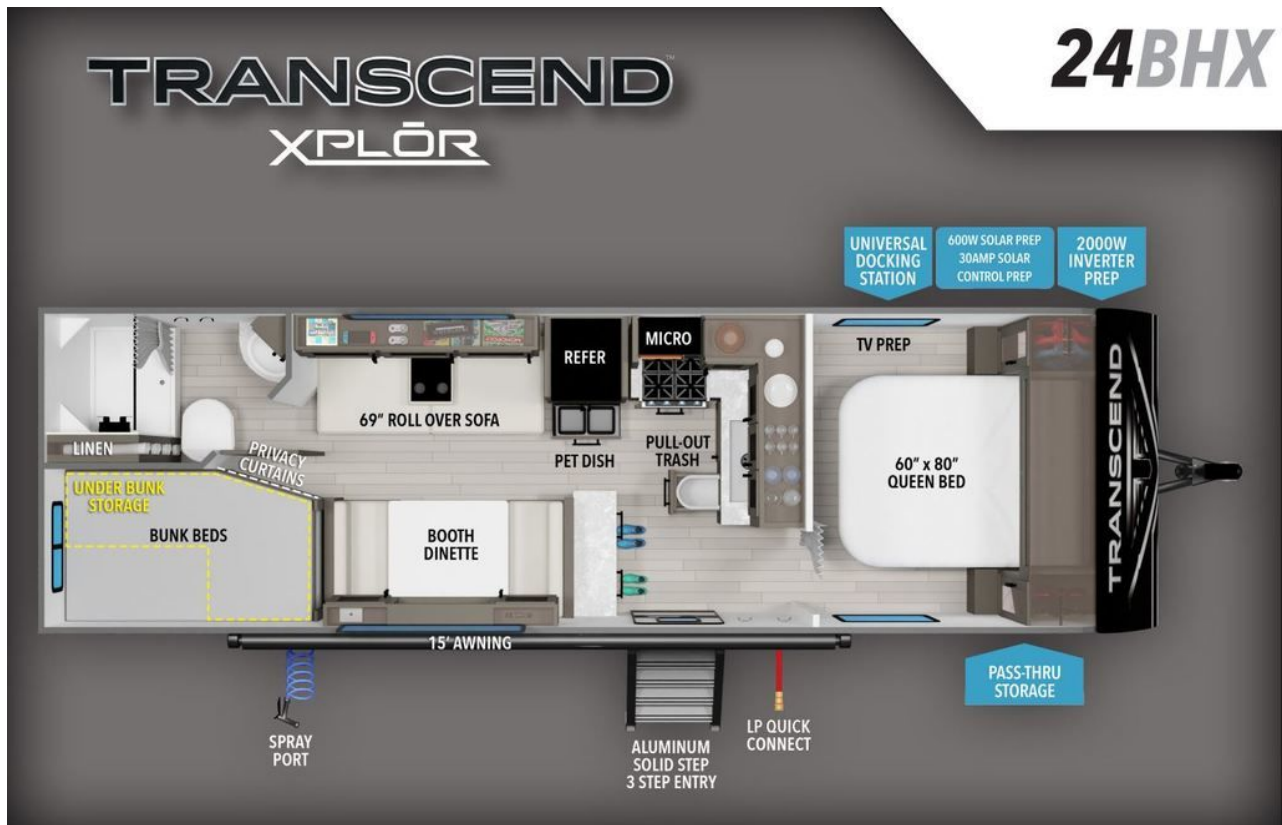 TRANSCEND™
XPLŌR
24BHX
UNIVERSAL
DOCKING
STATION
600W SOLAR PREP
30AMP SOLAR
CONTROL PREP
2000W
INVERTER
PREP
REFER
MICRO
TV PREP
69" ROLL OVER SOFA
LINEN
PRIVACY
CURTAINS
PET DISH
PULL-OUT
TRASH
60" x 80"
QUEEN BED
TRANSCEND
UNDER BUNK
STORAGE
BUNK BEDS
BOOTH
DINETTE
15' AWNING
PASS-THRU
STORAGE
SPRAY
PORT
ALUMINUM
SOLID STEP
3 STEP ENTRY
LP QUICK
CONNECT